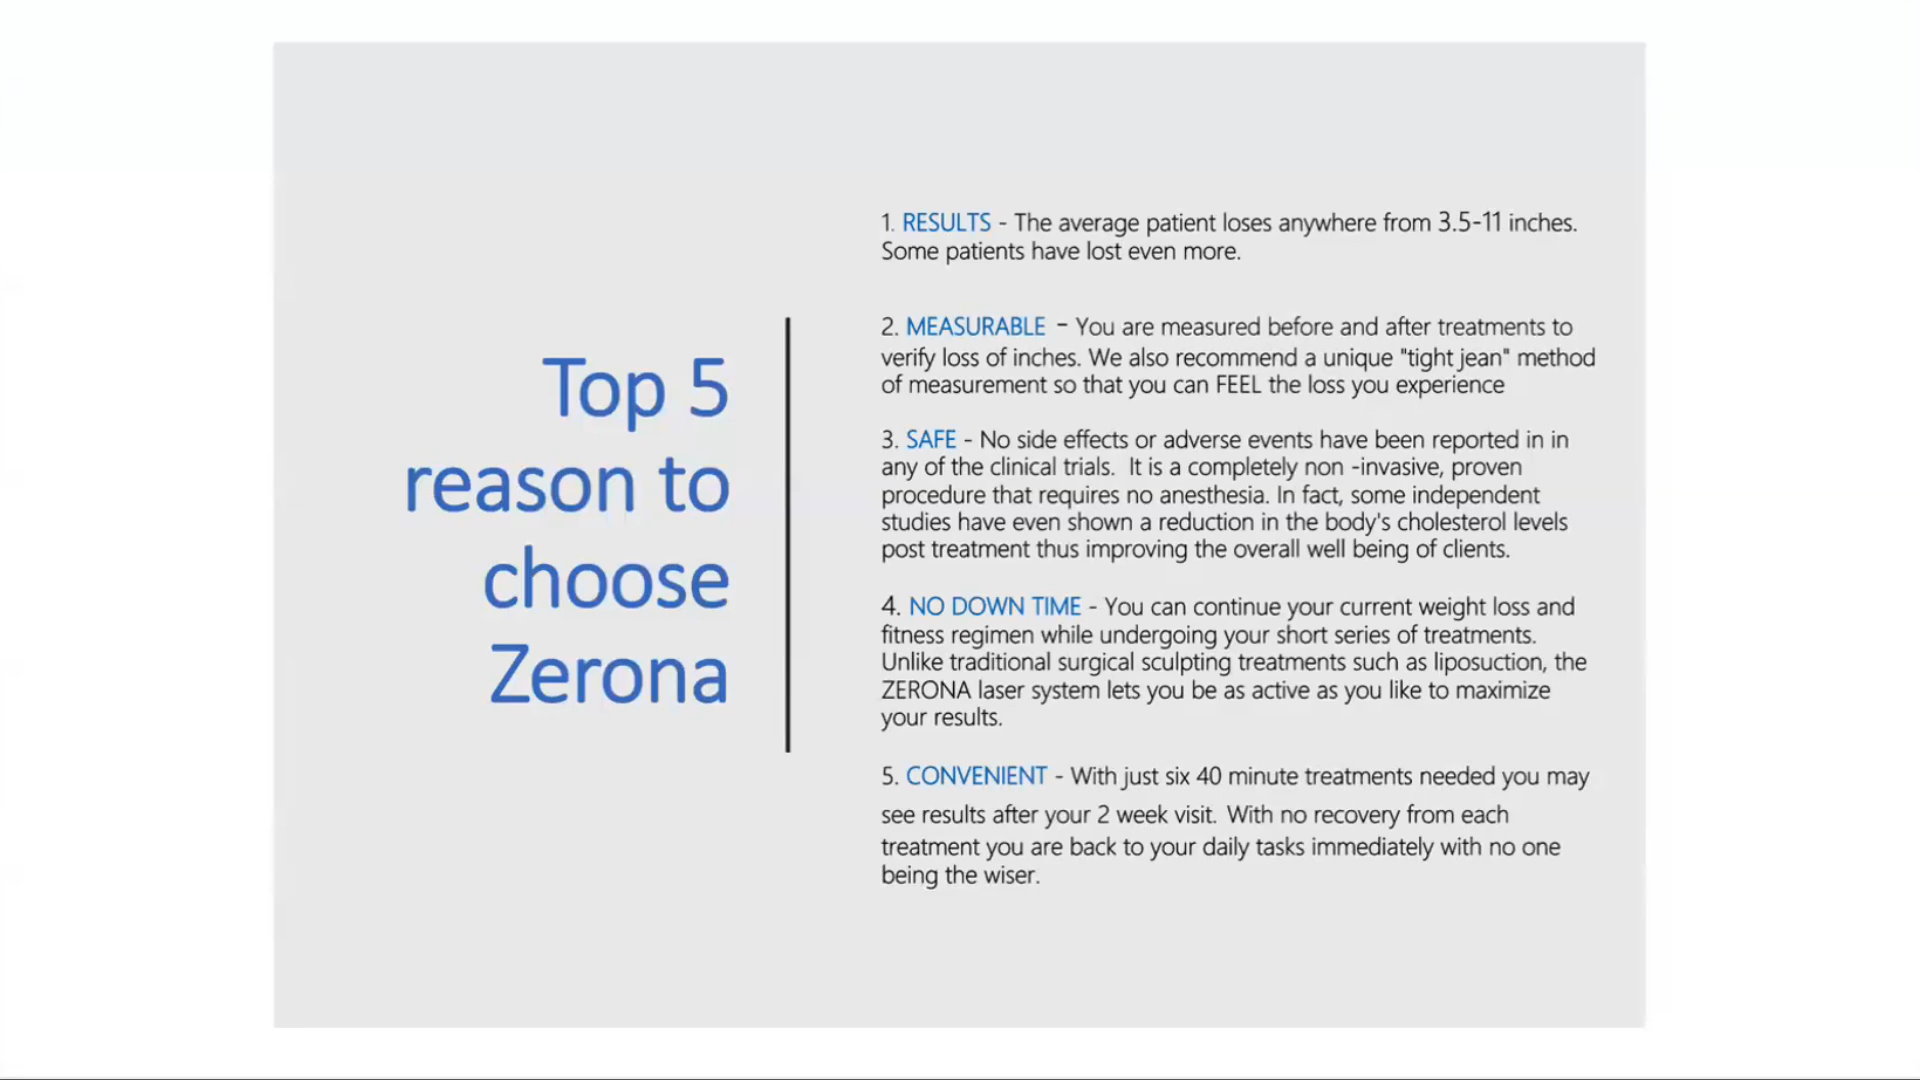 Top 5
reason to
choose
Zerona
1. RESULTS - The average patient loses anywhere from 3.5-11 inches.
Some patients have lost even more.
2. MEASURABLE - You are measured before and after treatments to
verify loss of inches. We also recommend a unique "tight jean" method
of measurement so that you can FEEL the loss you experience
3. SAFE - No side effects or adverse events have been reported in in
any of the clinical trials. It is a completely non -invasive, proven
procedure that requires no anesthesia. In fact, some independent
studies have even shown a reduction in the body's cholesterol levels
post treatment thus improving the overall well being of clients.
4. NO DOWN TIME - You can continue your current weight loss and
fitness regimen while undergoing your short series of treatments.
Unlike traditional surgical sculpting treatments such as liposuction, the
ZERONA laser system lets you be as active as you like to maximize
your results.
5. CONVENIENT - With just six 40 minute treatments needed you may
see results after your 2 week visit. With no recovery from each
treatment you are back to your daily tasks immediately with no one
being the wiser.